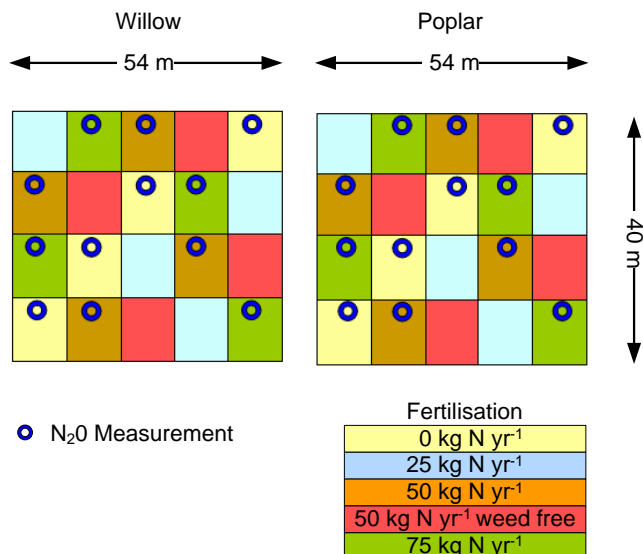 Willow
Poplar
54 m
54 m
40 m
N₂0 Measurement
Fertilisation
0 kg N yr⁻¹
25 kg N yr⁻¹
50 kg N yr⁻¹
50 kg N yr⁻¹ weed free
75 kg N yr⁻¹